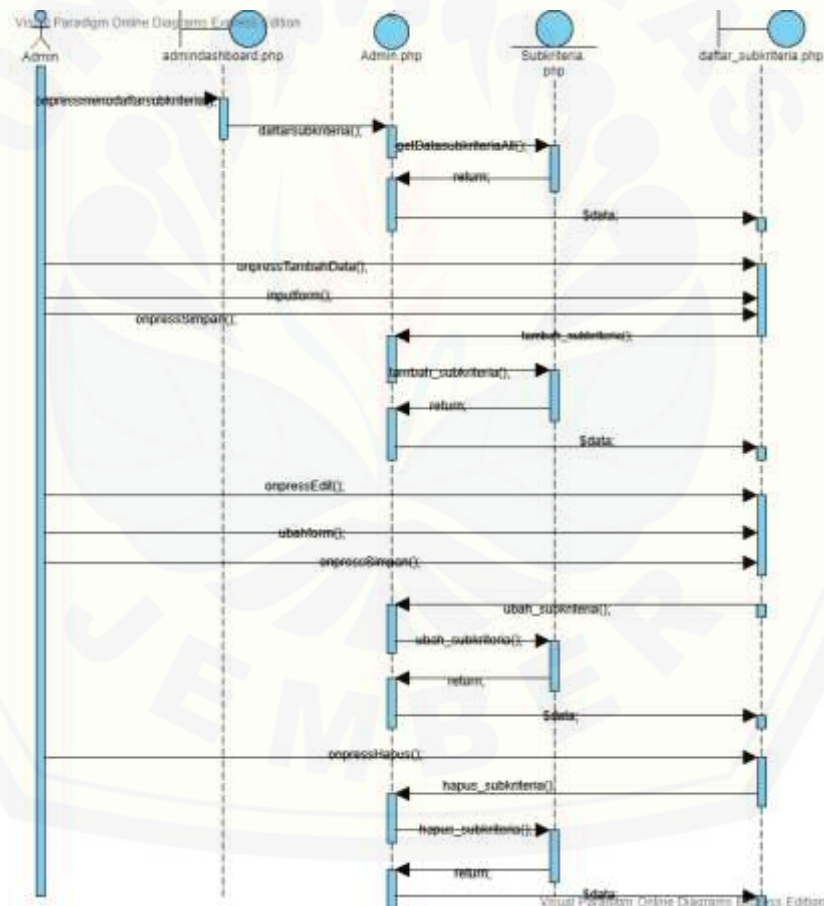 Visual Paradigm Online Diagrams Express Edition
Admin
admindashboard.php
Admin.php
Subkriteria.php
daftar_subkriteria.php
onpressmenudaftarsubkriteria();
daftarsubkriteria();
getDatasubkriteriaAll();
return;
$data;
onpressTambahData();
inputform();
onpressSimpan();
tambah_subkriteria();
tambah_subkriteria();
return;
$data;
onpressEdit();
ubahform();
onpressSimpan();
ubah_subkriteria();
ubah_subkriteria();
return;
$data;
onpressHapus();
hapus_subkriteria();
hapus_subkriteria();
return;
$data;
Visual Paradigm Online Diagrams Express Edition
JEMBER